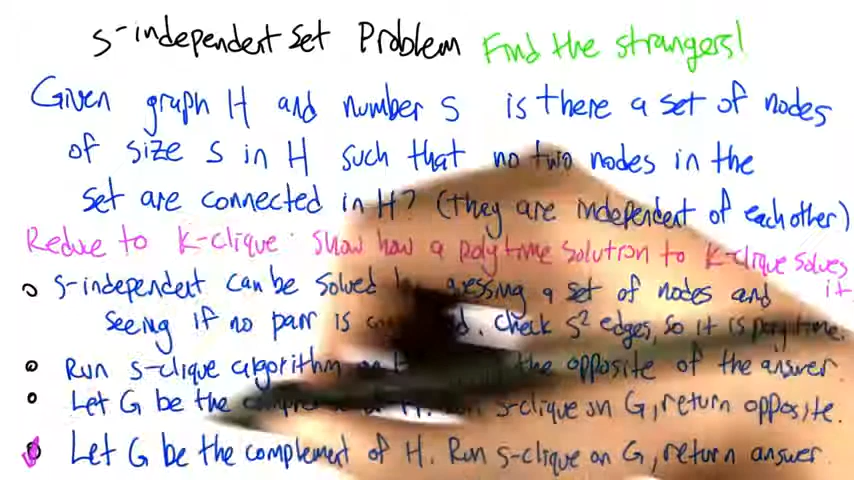 s-independent set Problem Find the strangers!
Given graph H and number s is there a set of nodes
of size s in H such that no two nodes in the
set are connected in H? (they are independent of each other)
Reduce to k-clique: show how a polytime solution to k-clique solves it.
s-independent can be solved guessing a set of nodes and
seeing if no pair is check s² edges, so it is polytime.
Run s-clique algorithm the opposite of the answer.
Let G be the s-clique on G, return opposite.
Let G be the complement of H. Run s-clique on G, return answer.